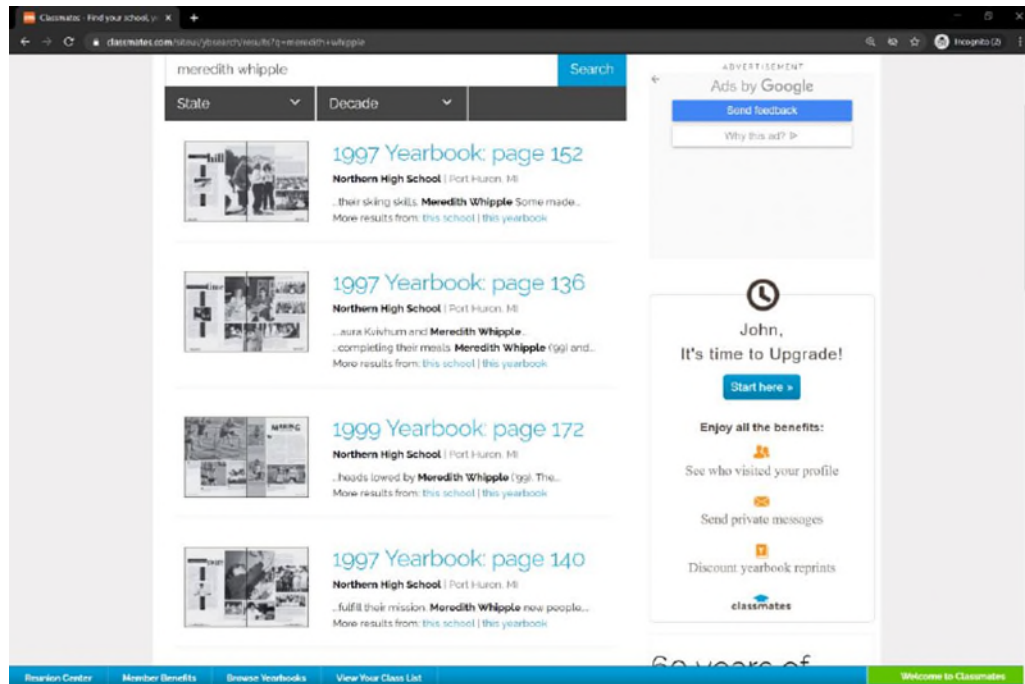 Classmates - Find your school, y
classmates.com/siteui/ybsearch/results?q=meredith+whipple
Incognito (2)
meredith whipple
Search
State
Decade
1997 Yearbook: page 152
Northern High School | Port Huron, MI
...their skiing skills. Meredith Whipple Some made...
More results from: this school | this yearbook
1997 Yearbook: page 136
Northern High School | Port Huron, MI
...aura Kvivhum and Meredith Whipple...
...completing their meals. Meredith Whipple ('99) and...
More results from: this school | this yearbook
1999 Yearbook: page 172
Northern High School | Port Huron, MI
...heads lowed by Meredith Whipple ('99). The...
More results from: this school | this yearbook
1997 Yearbook: page 140
Northern High School | Port Huron, MI
...fulfill their mission. Meredith Whipple new people...
More results from: this school | this yearbook
ADVERTISEMENT
Ads by Google
Send feedback
Why this ad?
John,
It's time to Upgrade!
Start here »
Enjoy all the benefits:
See who visited your profile
Send private messages
Discount yearbook reprints
classmates
60 years of
Reunion Center
Member Benefits
Browse Yearbooks
View Your Class List
Welcome to Classmates
hill
time
MAKING